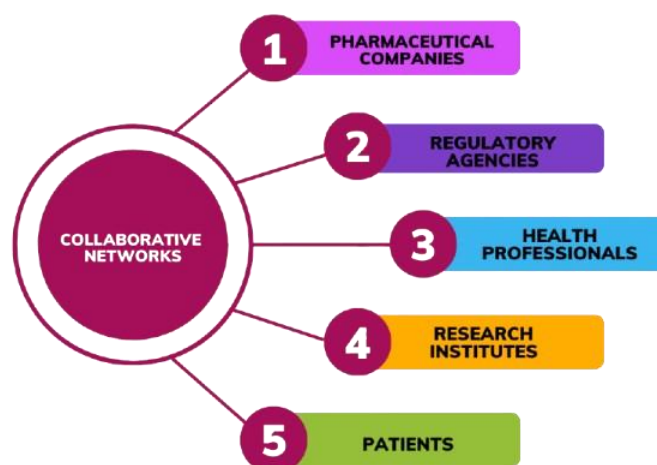 1
PHARMACEUTICAL
COMPANIES
2
REGULATORY
AGENCIES
COLLABORATIVE
NETWORKS
3
HEALTH
PROFESSIONALS
4
RESEARCH
INSTITUTES
5
PATIENTS